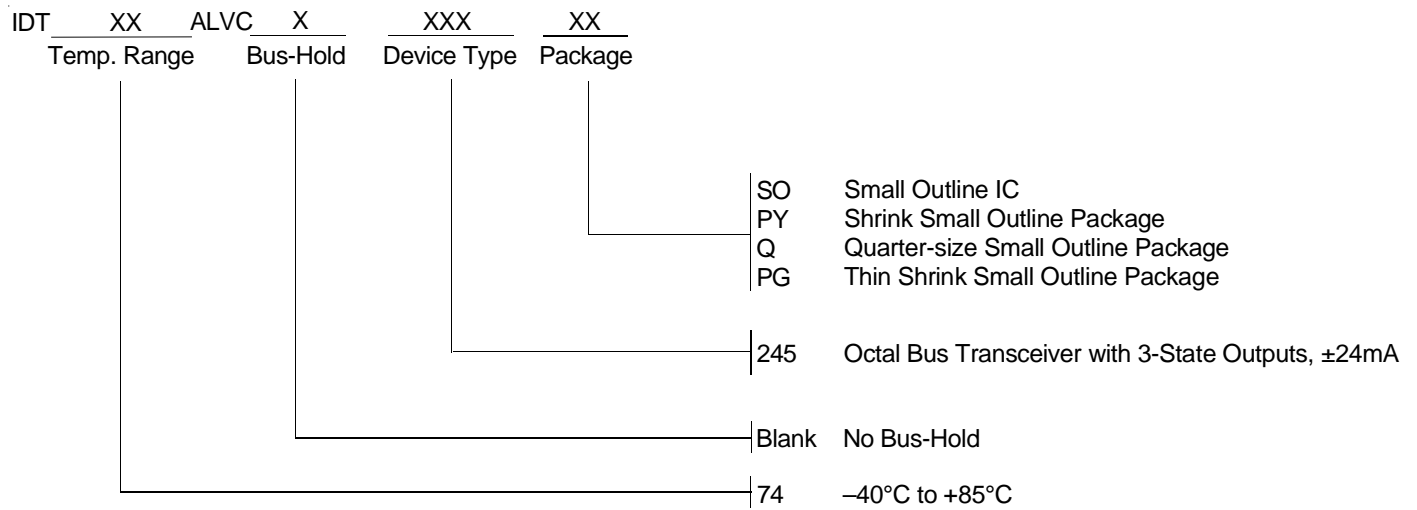 IDT XX ALVC X XXX XX
Temp. Range Bus-Hold Device Type Package
SO Small Outline IC
PY Shrink Small Outline Package
Q Quarter-size Small Outline Package
PG Thin Shrink Small Outline Package
245 Octal Bus Transceiver with 3-State Outputs, ±24mA
Blank No Bus-Hold
74 –40°C to +85°C